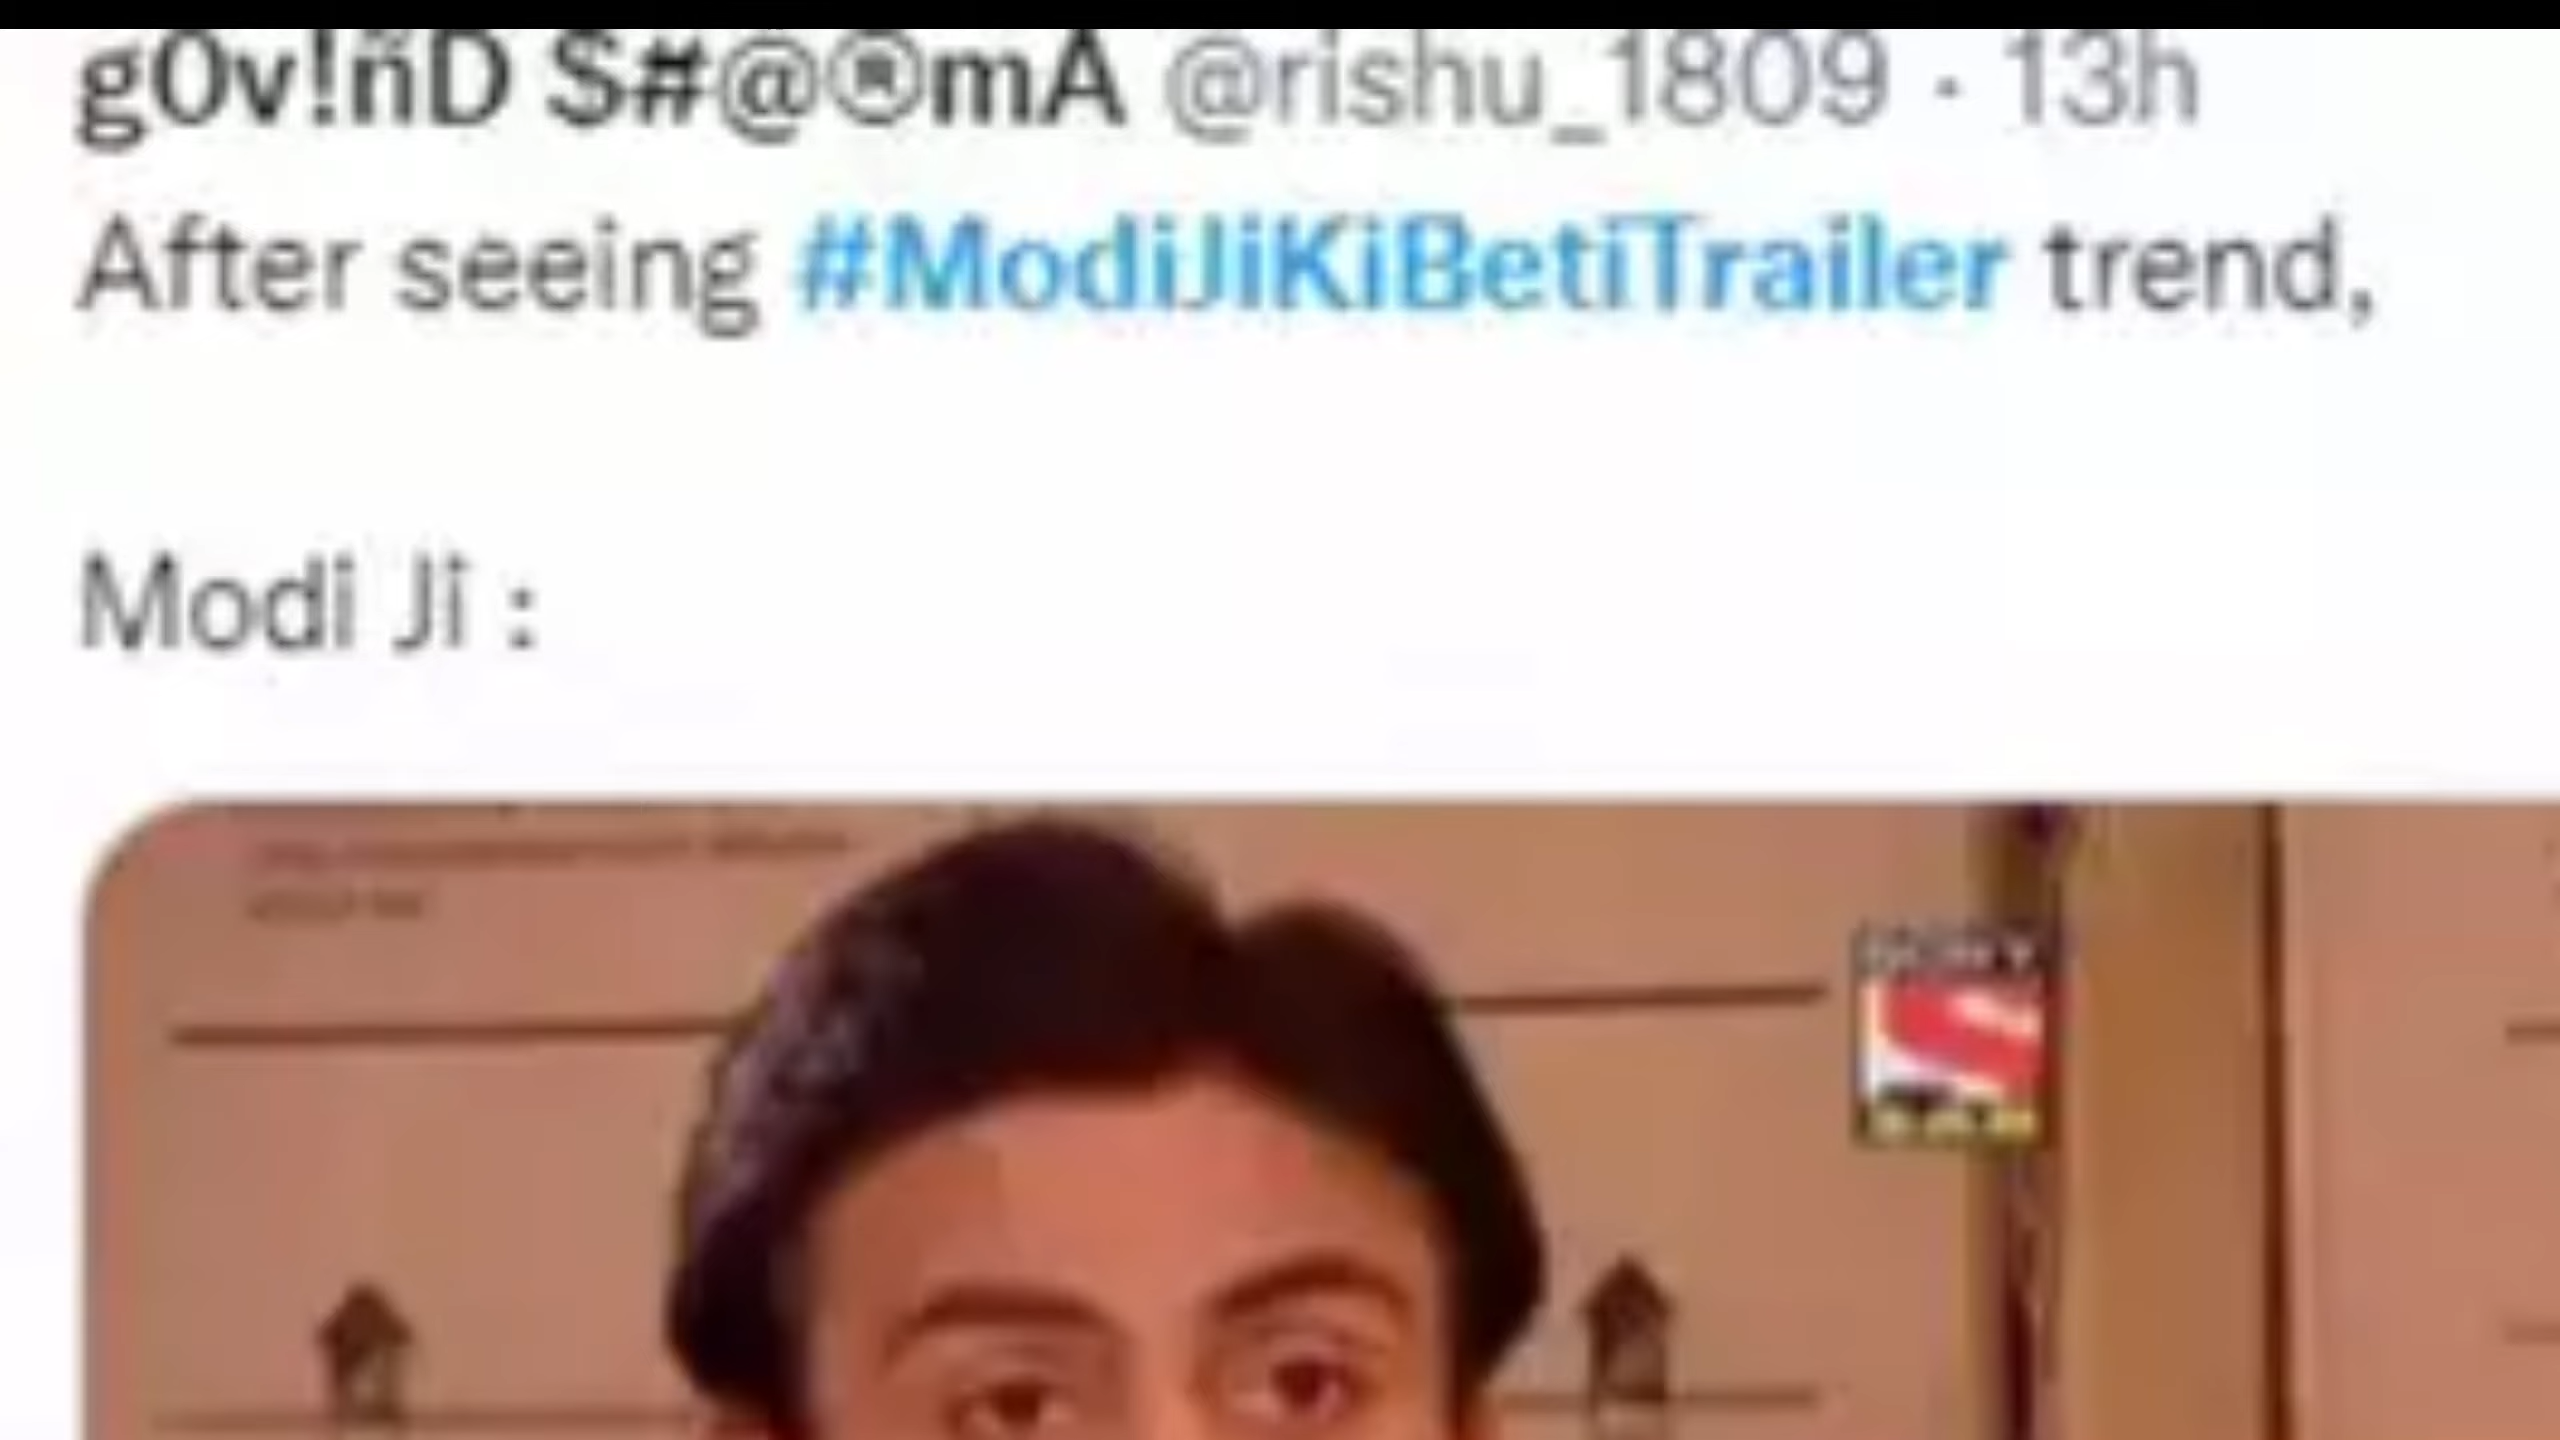 g0v!ñD S#@®mA @rishu_1809 · 13h
After seeing #ModiJiKiBetiTrailer trend,
Modi Ji :